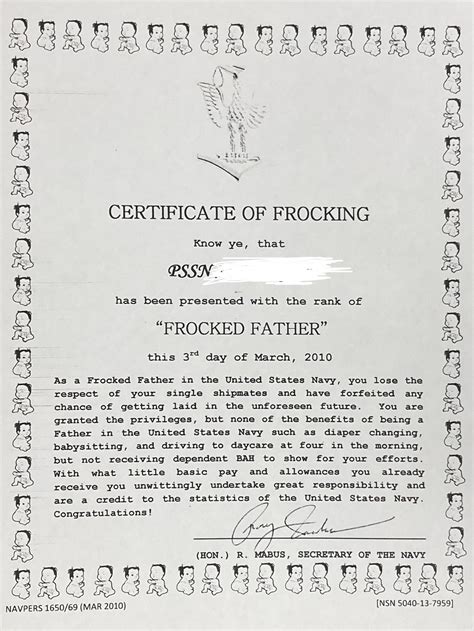 CERTIFICATE OF FROCKING
Know ye, that
PSSN
has been presented with the rank of
“FROCKED FATHER”
this 3rd day of March, 2010
As a Frocked Father in the United States Navy, you lose the
respect of your single shipmates and have forfeited any
chance of getting laid in the unforeseen future. You are
granted the privileges, but none of the benefits of being a
Father in the United States Navy such as diaper changing,
babysitting, and driving to daycare at four in the morning,
but not receiving dependent BAH to show for your efforts.
With what little basic pay and allowances you already
receive you unwittingly undertake great responsibility and
are a credit to the statistics of the United States Navy.
Congratulations!
(HON.) R. MABUS, SECRETARY OF THE NAVY
NAVPERS 1650/69 (MAR 2010)
[NSN 5040-13-7959]